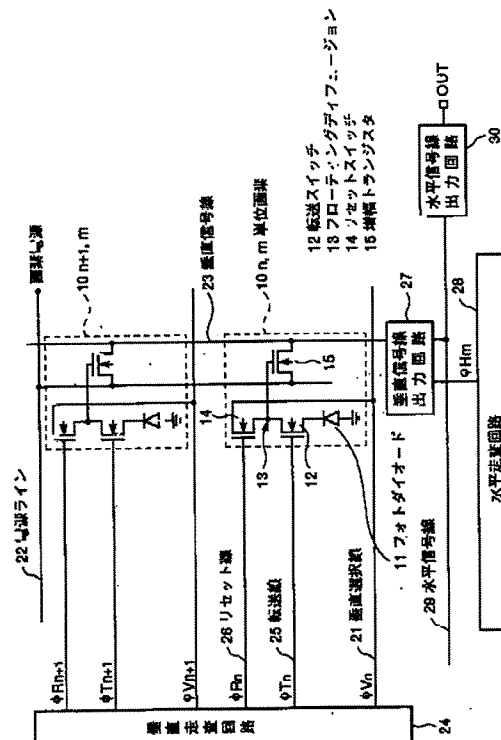 22 電源ライン
画素電源
φRn+1
10 n+1, m
φTn+1
φVn+1
23 垂直信号線
26 リセット線
φRn
14
10 n, m 単位画素
13
25 転送線
φTn
12
15
21 垂直選択線
φVn
11 フォトダイオード
12 転送スイッチ
13 フローティングディフュージョン
14 リセットスイッチ
15 増幅トランジスタ
垂直走査回路
24
垂直信号線
出力回路
27
29 水平信号線
φHm
水平走査回路
28
水平信号線
出力回路
30
OUT